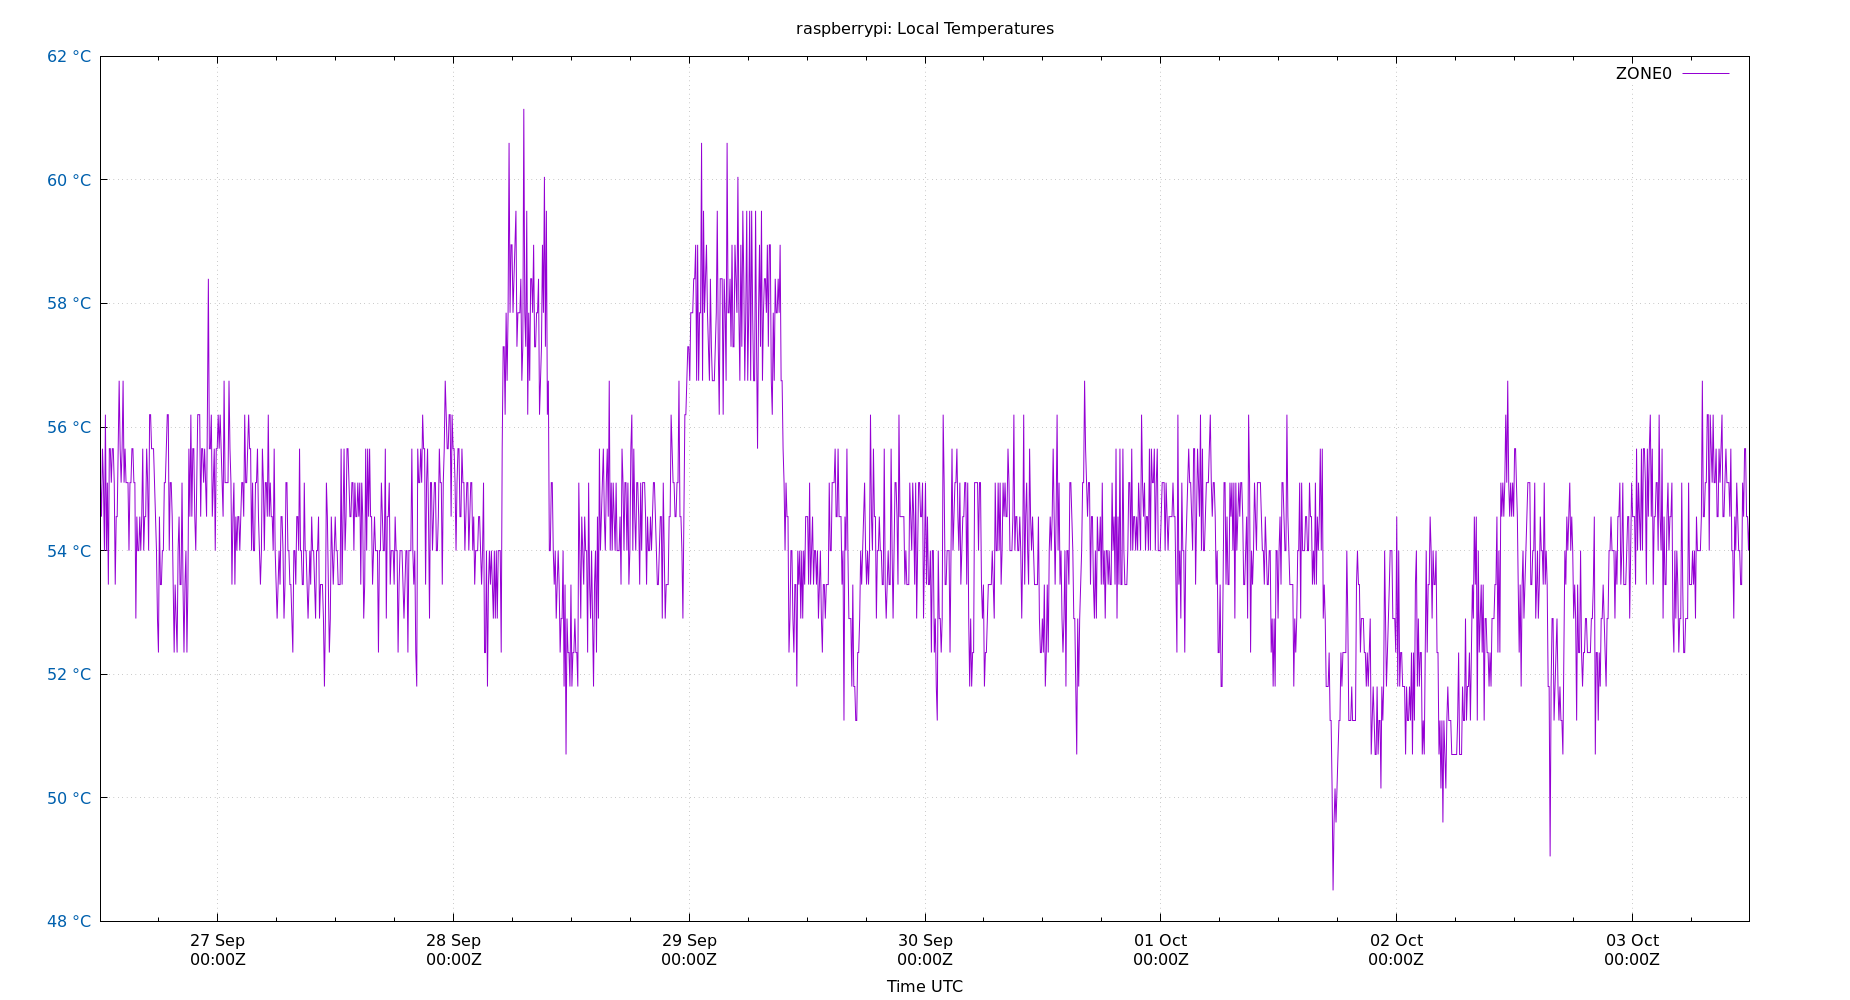 raspberrypi: Local Temperatures
62 °C
ZONE0
60 °C
58 °C
56 °C
54 °C
52 °C
50 °C
48 °C
27 Sep 28 Sep 29 Sep 30 Sep 01 Oct 02 Oct 03 Oct
00:00Z 00:00Z 00:00Z 00:00Z 00:00Z 00:00Z 00:00Z
Time UTC